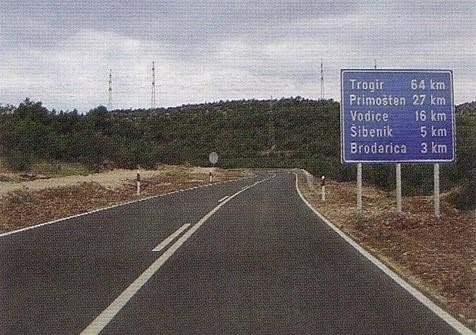 Trogir 64 km
Primošten 27 km
Vodice 16 km
Šibenik 5 km
Brodarica 3 km